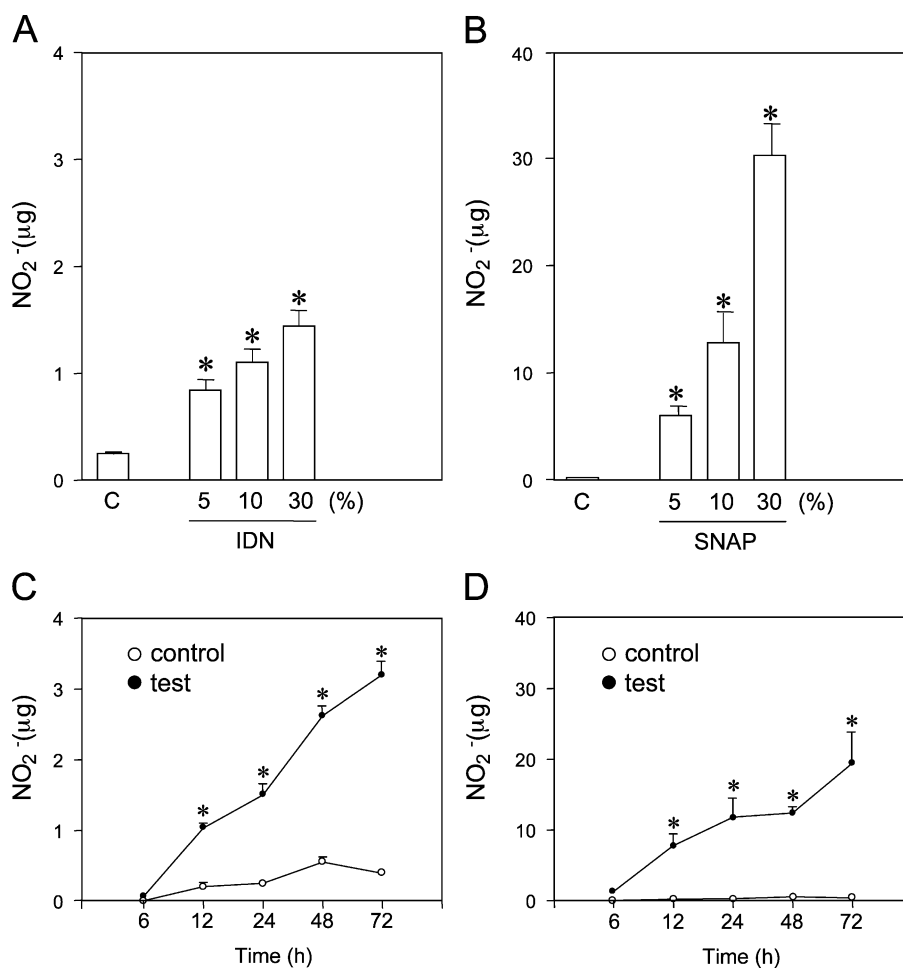 A
4
3
2
1
0
NO₂⁻(μg)
* * *
C 5 10 30 (%)
IDN
B
40
30
20
10
0
NO₂⁻(μg)
* * *
C 5 10 30 (%)
SNAP
C
4
3
2
1
0
NO₂⁻(μg)
control
test
* * * *
6 12 24 48 72
Time (h)
D
40
30
20
10
0
NO₂⁻(μg)
control
test
* * * *
6 12 24 48 72
Time (h)